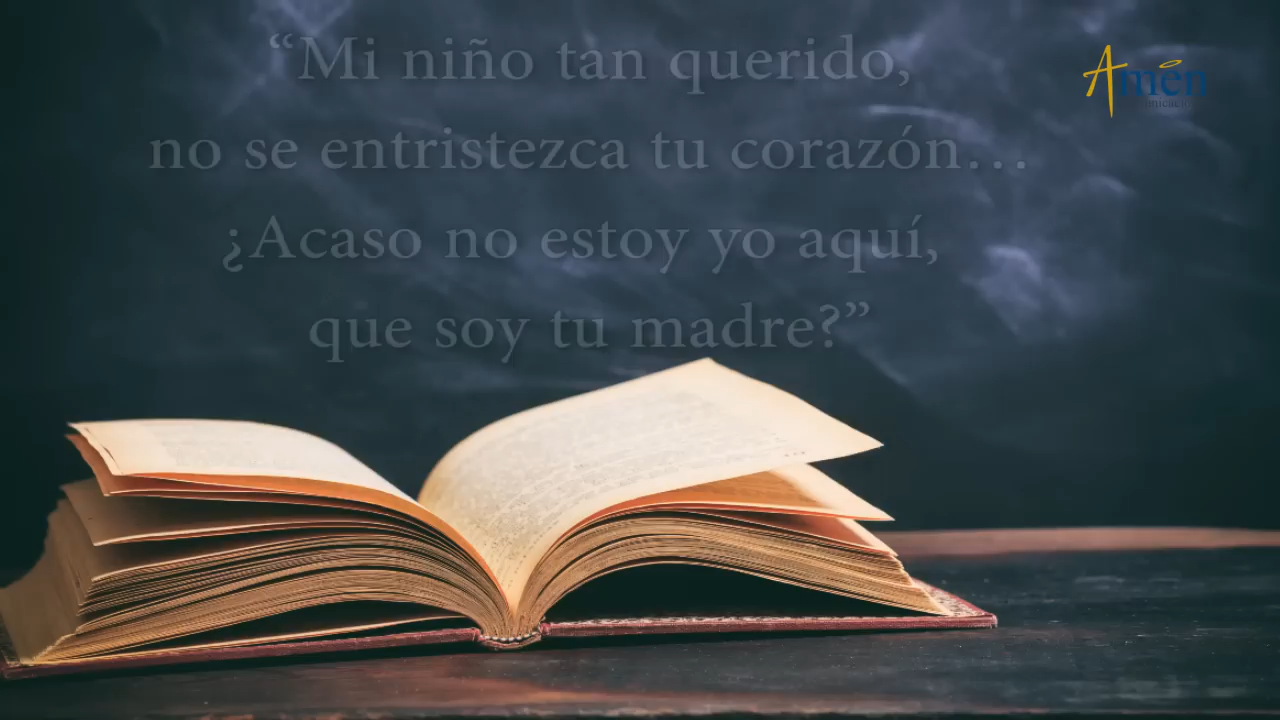 “Mi niño tan querido,
no se entristezca tu corazón…
¿Acaso no estoy yo aquí,
que soy tu madre?”
Amén